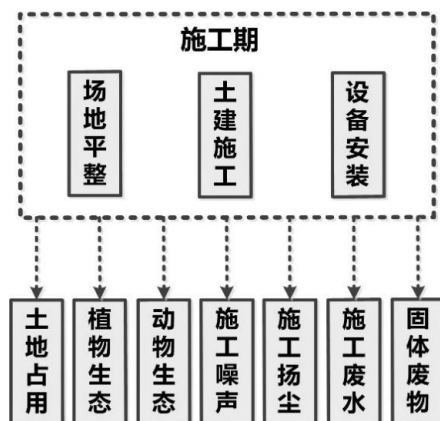 施工期
场地平整
土建施工
设备安装
土地占用
植物生态
动物生态
施工噪声
施工扬尘
施工废水
固体废物